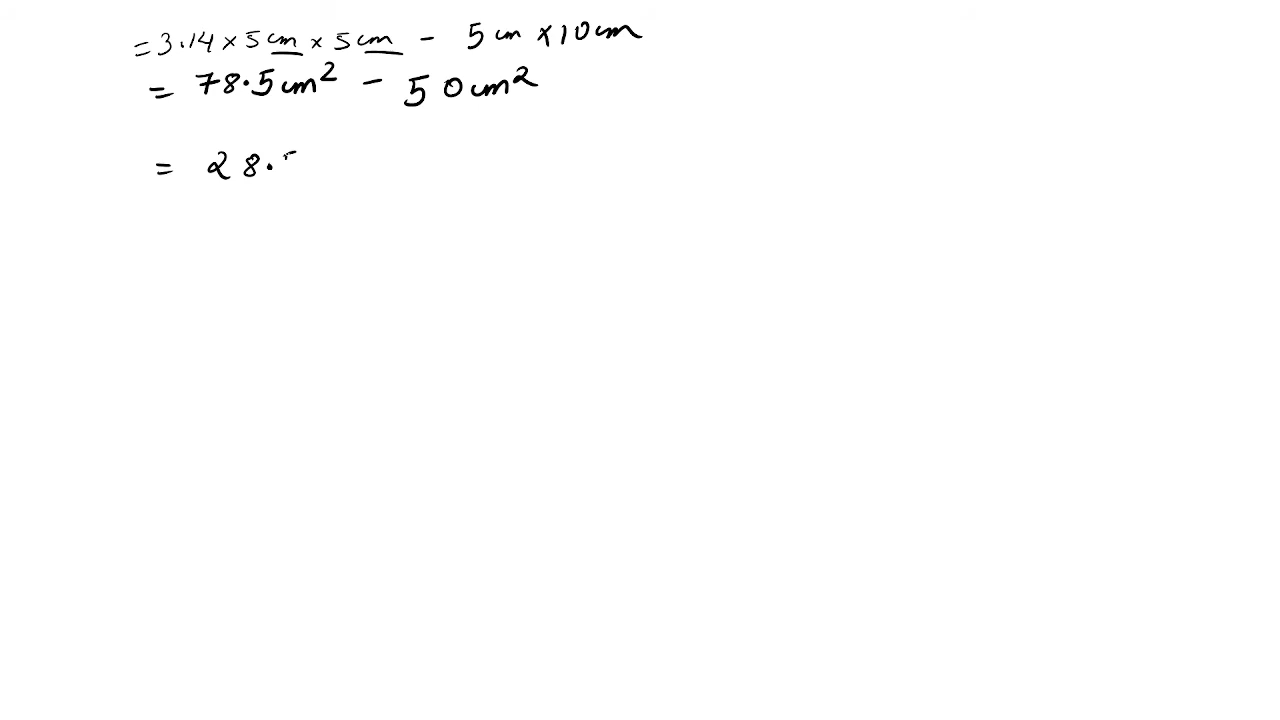 =3.14 × 5 cm × 5 cm - 5 cm × 10 cm
= 78.5 cm² - 50 cm²
= 28.